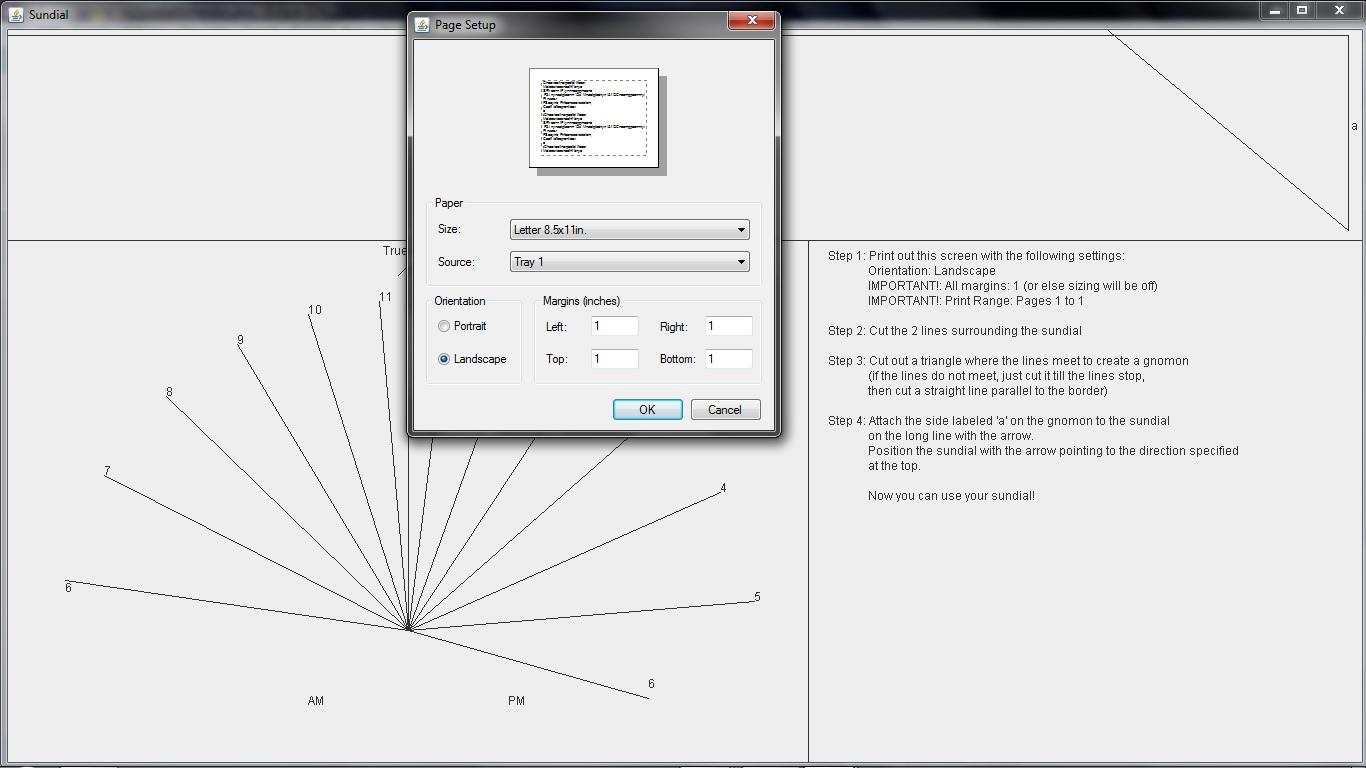 Sundial
Page Setup
a
Paper
Size:
Letter 8.5x11in.
Source:
Tray 1
Orientation
Portrait
Landscape
Margins (inches)
Left:
1
Right:
1
Top:
1
Bottom:
1
OK
Cancel
True
11
10
9
8
7
6
4
5
6
AM
PM
Step 1: Print out this screen with the following settings:
Orientation: Landscape
IMPORTANT!: All margins: 1 (or else sizing will be off)
IMPORTANT!: Print Range: Pages 1 to 1
Step 2: Cut the 2 lines surrounding the sundial
Step 3: Cut out a triangle where the lines meet to create a gnomon
(if the lines do not meet, just cut it till the lines stop,
then cut a straight line parallel to the border)
Step 4: Attach the side labeled 'a' on the gnomon to the sundial
on the long line with the arrow.
Position the sundial with the arrow pointing to the direction specified
at the top.
Now you can use your sundial!